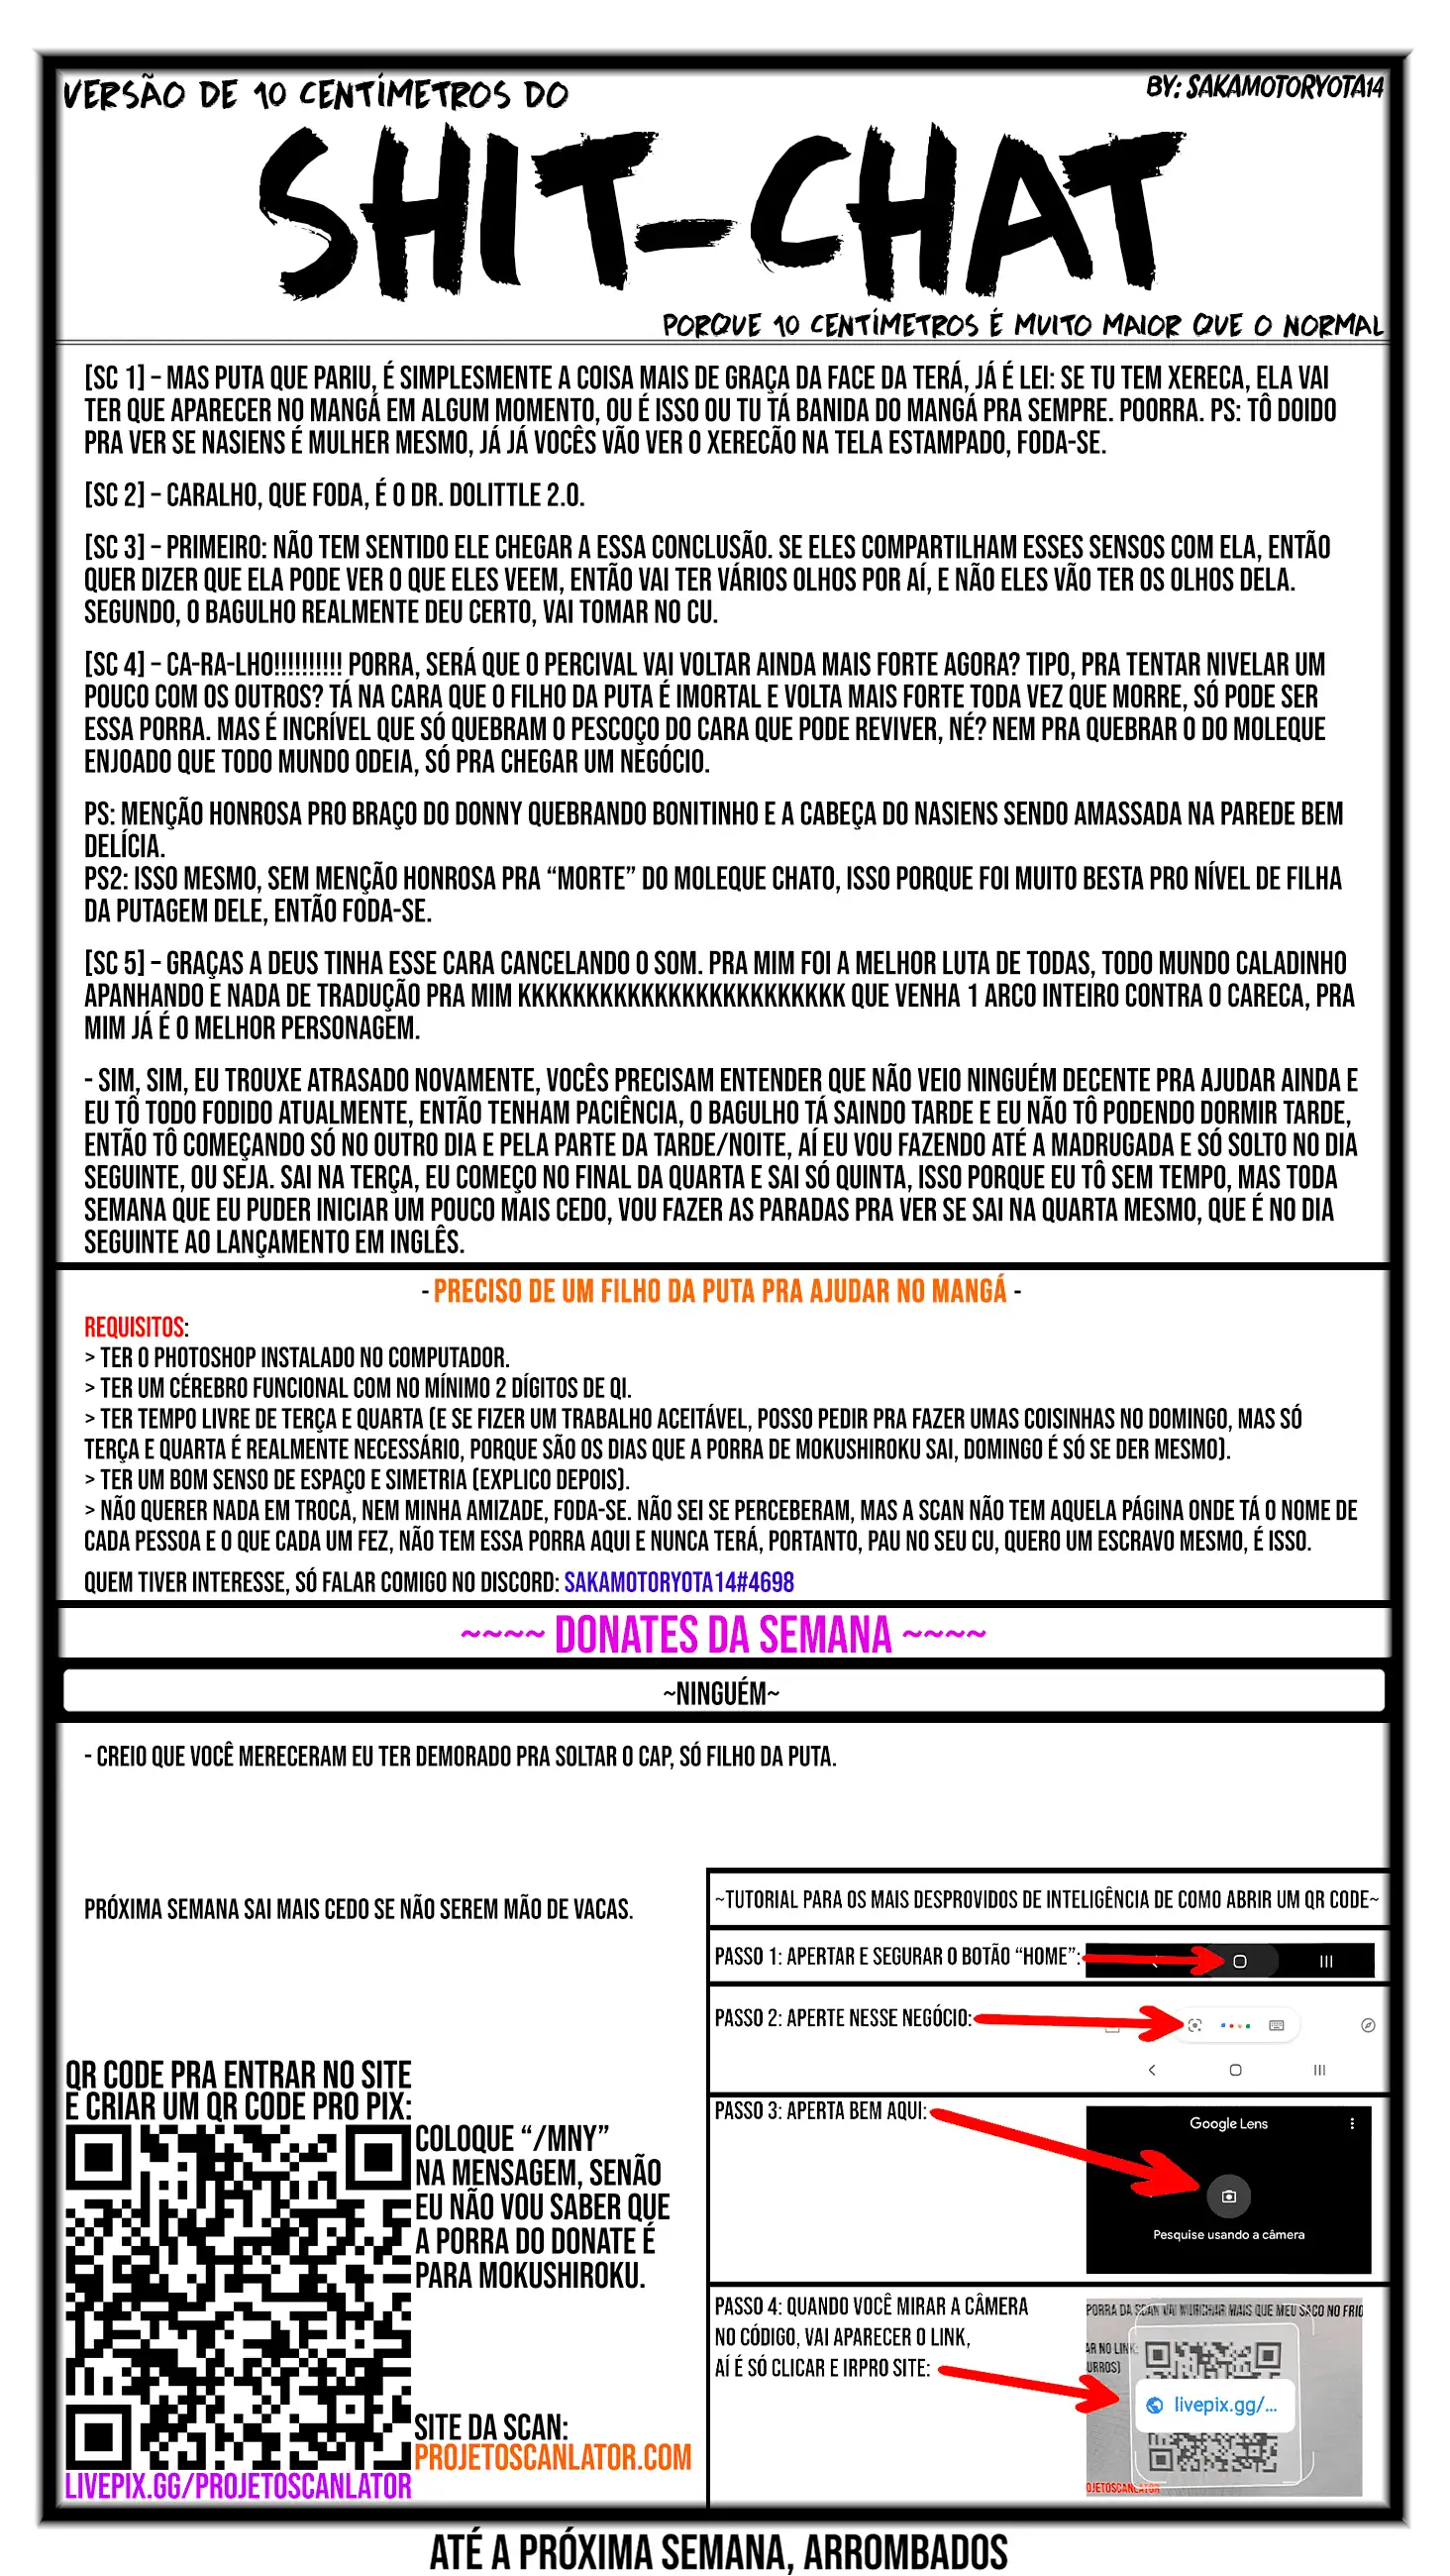 VERSÃO DE 10 CENTÍMETROS DO
BY: SAKAMOTORYOTA14
SHIT-CHAT
PORQUE 10 CENTÍMETROS É MUITO MAIOR QUE O NORMAL
[SC 1] – MAS PUTA QUE PARIU, É SIMPLESMENTE A COISA MAIS DE GRAÇA DA FACE DA TERÁ, JÁ É LEI: SE TU TEM XERECA, ELA VAI
TER QUE APARECER NO MANGÁ EM ALGUM MOMENTO, OU É ISSO OU TU TÁ BANIDA DO MANGÁ PRA SEMPRE. POORRA. PS: TÔ DOIDO
PRA VER SE NASIENS É MULHER MESMO, JÁ JÁ VOCÊS VÃO VER O XERECÃO NA TELA ESTAMPADO, FODA-SE.
[SC 2] – CARALHO, QUE FODA, É O DR. DOLITTLE 2.0.
[SC 3] – PRIMEIRO: NÃO TEM SENTIDO ELE CHEGAR A ESSA CONCLUSÃO. SE ELES COMPARTILHAM ESSES SENSOS COM ELA, ENTÃO
QUER DIZER QUE ELA PODE VER O QUE ELES VEEM, ENTÃO VAI TER VÁRIOS OLHOS POR AÍ, E NÃO ELES VÃO TER OS OLHOS DELA.
SEGUNDO, O BAGULHO REALMENTE DEU CERTO, VAI TOMAR NO CU.
[SC 4] – CA-RA-LHO!!!!!!!!!! PORRA, SERÁ QUE O PERCIVAL VAI VOLTAR AINDA MAIS FORTE AGORA? TIPO, PRA TENTAR NIVELAR UM
POUCO COM OS OUTROS? TÁ NA CARA QUE O FILHO DA PUTA É IMORTAL E VOLTA MAIS FORTE TODA VEZ QUE MORRE, SÓ PODE SER
ESSA PORRA. MAS É INCRÍVEL QUE SÓ QUEBRAM O PESCOÇO DO CARA QUE PODE REVIVER, NÉ? NEM PRA QUEBRAR O DO MOLEQUE
ENJOADO QUE TODO MUNDO ODEIA, SÓ PRA CHEGAR UM NEGÓCIO.
PS: MENÇÃO HONROSA PRO BRAÇO DO DONNY QUEBRANDO BONITINHO E A CABEÇA DO NASIENS SENDO AMASSADA NA PAREDE BEM
DELÍCIA.
PS2: ISSO MESMO, SEM MENÇÃO HONROSA PRA “MORTE” DO MOLEQUE CHATO, ISSO PORQUE FOI MUITO BESTA PRO NÍVEL DE FILHA
DA PUTAGEM DELE, ENTÃO FODA-SE.
[SC 5] – GRAÇAS A DEUS TINHA ESSE CARA CANCELANDO O SOM. PRA MIM FOI A MELHOR LUTA DE TODAS, TODO MUNDO CALADINHO
APANHANDO E NADA DE TRADUÇÃO PRA MIM KKKKKKKKKKKKKKKKKKKKKKKK QUE VENHA 1 ARCO INTEIRO CONTRA O CARECA, PRA
MIM JÁ É O MELHOR PERSONAGEM.
- SIM, SIM, EU TROUXE ATRASADO NOVAMENTE, VOCÊS PRECISAM ENTENDER QUE NÃO VEIO NINGUÉM DECENTE PRA AJUDAR AINDA E
EU TÔ TODO FODIDO ATUALMENTE, ENTÃO TENHAM PACIÊNCIA, O BAGULHO TÁ SAINDO TARDE E EU NÃO TÔ PODENDO DORMIR TARDE,
ENTÃO TÔ COMEÇANDO SÓ NO OUTRO DIA E PELA PARTE DA TARDE/NOITE, AÍ EU VOU FAZENDO ATÉ A MADRUGADA E SÓ SOLTO NO DIA
SEGUINTE, OU SEJA. SAI NA TERÇA, EU COMEÇO NO FINAL DA QUARTA E SAI SÓ QUINTA, ISSO PORQUE EU TÔ SEM TEMPO, MAS TODA
SEMANA QUE EU PUDER INICIAR UM POUCO MAIS CEDO, VOU FAZER AS PARADAS PRA VER SE SAI NA QUARTA MESMO, QUE É NO DIA
SEGUINTE AO LANÇAMENTO EM INGLÊS.
- PRECISO DE UM FILHO DA PUTA PRA AJUDAR NO MANGÁ -
REQUISITOS:
> TER O PHOTOSHOP INSTALADO NO COMPUTADOR.
> TER UM CÉREBRO FUNCIONAL COM NO MÍNIMO 2 DÍGITOS DE QI.
> TER TEMPO LIVRE DE TERÇA E QUARTA (E SE FIZER UM TRABALHO ACEITÁVEL, POSSO PEDIR PRA FAZER UMAS COISINHAS NO DOMINGO, MAS SÓ
TERÇA E QUARTA É REALMENTE NECESSÁRIO, PORQUE SÃO OS DIAS QUE A PORRA DE MOKUSHIROKU SAI, DOMINGO É SÓ SE DER MESMO).
> TER UM BOM SENSO DE ESPAÇO E SIMETRIA (EXPLICO DEPOIS).
> NÃO QUERER NADA EM TROCA, NEM MINHA AMIZADE, FODA-SE. NÃO SEI SE PERCEBERAM, MAS A SCAN NÃO TEM AQUELA PÁGINA ONDE TÁ O NOME DE
CADA PESSOA E O QUE CADA UM FEZ, NÃO TEM ESSA PORRA AQUI E NUNCA TERÁ, PORTANTO, PAU NO SEU CU, QUERO UM ESCRAVO MESMO, É ISSO.
QUEM TIVER INTERESSE, SÓ FALAR COMIGO NO DISCORD: SAKAMOTORYOTA14#4698
~~~~ DONATES DA SEMANA ~~~~
~NINGUÉM~
- CREIO QUE VOCÊ MERECERAM EU TER DEMORADO PRA SOLTAR O CAP, SÓ FILHO DA PUTA.
PRÓXIMA SEMANA SAI MAIS CEDO SE NÃO SEREM MÃO DE VACAS.
QR CODE PRA ENTRAR NO SITE
E CRIAR UM QR CODE PRO PIX:
COLOQUE “/MNY”
NA MENSAGEM, SENÃO
EU NÃO VOU SABER QUE
A PORRA DO DONATE É
PARA MOKUSHIROKU.
SITE DA SCAN:
PROJETOSCANLATOR.COM
LIVEPIX.GG/PROJETOSCANLATOR
~TUTORIAL PARA OS MAIS DESPROVIDOS DE INTELIGÊNCIA DE COMO ABRIR UM QR CODE~
PASSO 1: APERTAR E SEGURAR O BOTÃO “HOME”:
PASSO 2: APERTE NESSE NEGÓCIO:
PASSO 3: APERTA BEM AQUI:
Google Lens
Pesquise usando a câmera
PASSO 4: QUANDO VOCÊ MIRAR A CÂMERA
NO CÓDIGO, VAI APARECER O LINK,
AÍ É SÓ CLICAR E IRPRO SITE:
PORRA DA SCAN VAI MURCHAR MAIS QUE MEU SACO NO FRIO
AR NO LINK:
URROS)
livepix.gg/...
OJETOSCANLATOR
ATÉ A PRÓXIMA SEMANA, ARROMBADOS